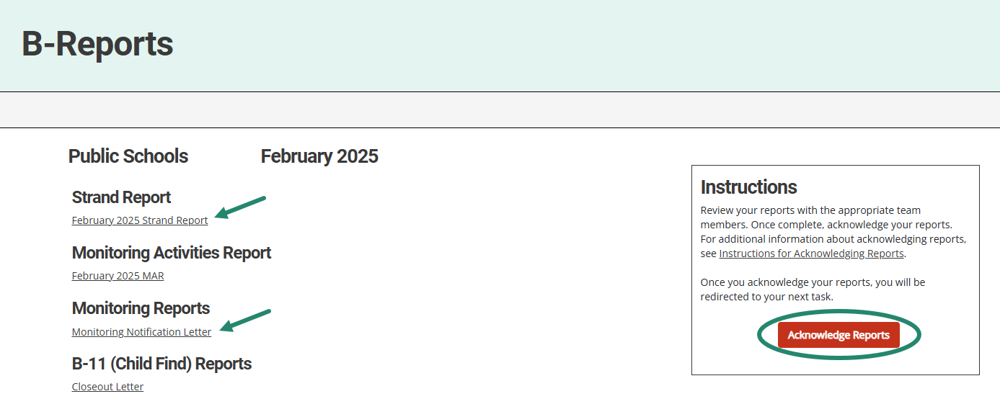 B-Reports
Public Schools
February 2025
Strand Report
February 2025 Strand Report
Monitoring Activities Report
February 2025 MAR
Monitoring Reports
Monitoring Notification Letter
B-11 (Child Find) Reports
Closeout Letter
Instructions
Review your reports with the appropriate team
members. Once complete, acknowledge your reports.
For additional information about acknowledging reports,
see Instructions for Acknowledging Reports.
Once you acknowledge your reports, you will be
redirected to your next task.
Acknowledge Reports